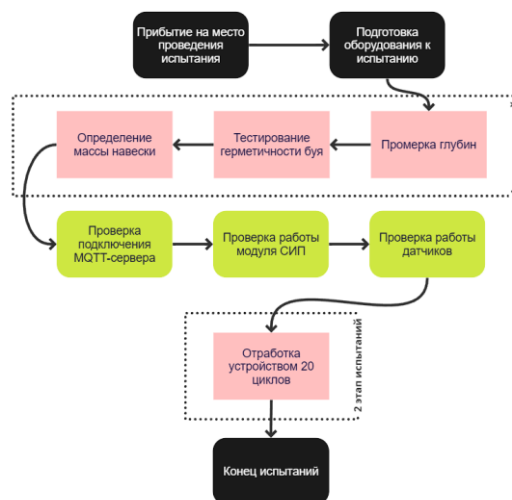 Прибытие на место
проведения
испытания
Подготовка
оборудования к
испытанию
Определение
массы навески
Тестирование
герметичности буя
Промерка глубин
Проверка
подключения
MQTT-сервера
Проверка работы
модуля СИП
Проверка работы
датчиков
Отработка
устройством 20
циклов
2 этап испытаний
Конец испытаний